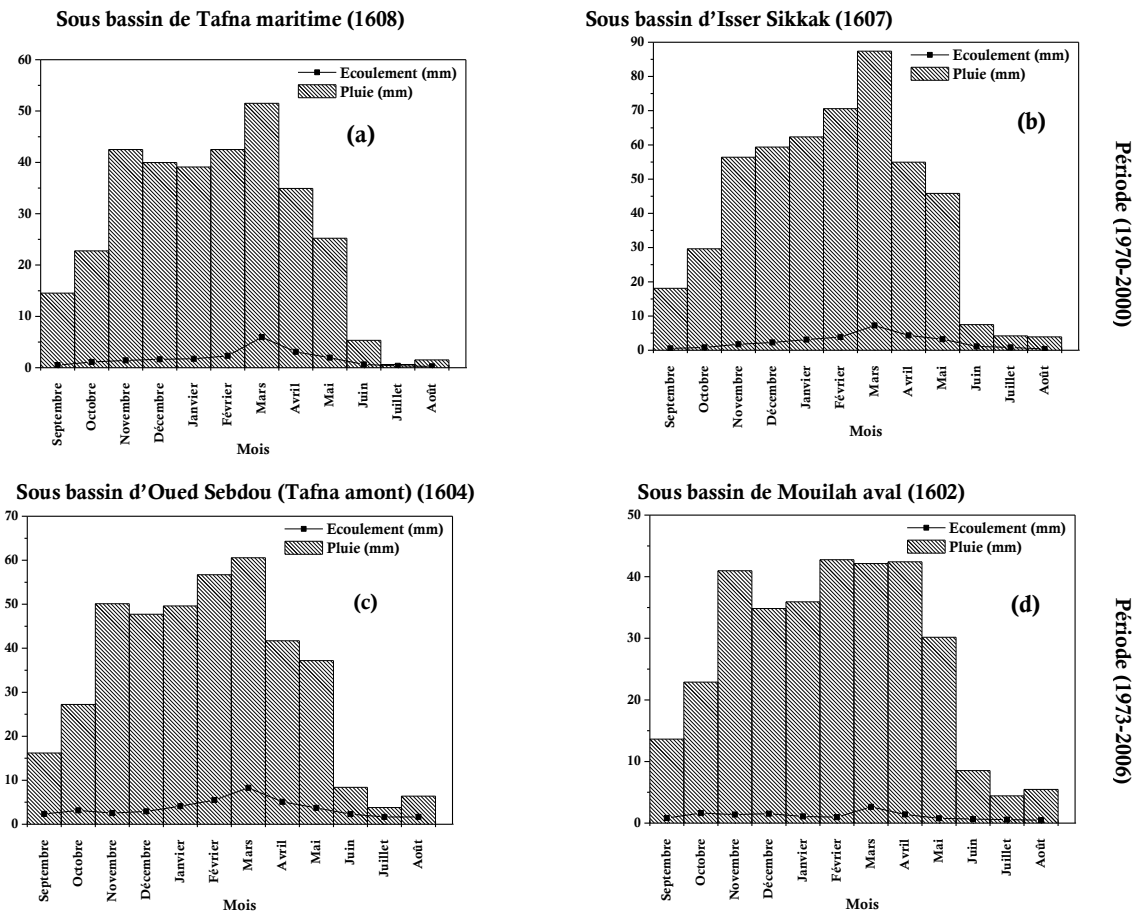 Sous bassin de Tafna maritime (1608)
60
50
40
30
20
10
0
Ecoulement (mm)
Pluie (mm)
(a)
Septembre
Octobre
Novembre
Décembre
Janvier
Février
Mars
Avril
Mai
Juin
Juillet
Août
Mois
Sous bassin d'Isser Sikkak (1607)
90
80
70
60
50
40
30
20
10
0
Ecoulement (mm)
Pluie (mm)
(b)
Septembre
Octobre
Novembre
Décembre
Janvier
Février
Mars
Avril
Mai
Juin
Juillet
Août
Mois
Période (1970-2000)
Sous bassin d'Oued Sebdou (Tafna amont) (1604)
70
60
50
40
30
20
10
0
Ecoulement (mm)
Pluie (mm)
(c)
Septembre
Octobre
Novembre
Décembre
Janvier
Février
Mars
Avril
Mai
Juin
Juillet
Août
Mois
Sous bassin de Mouilah aval (1602)
50
40
30
20
10
0
Ecoulement (mm)
Pluie (mm)
(d)
Septembre
Octobre
Novembre
Décembre
Janvier
Février
Mars
Avril
Mai
Juin
Juillet
Août
Mois
Période (1973-2006)